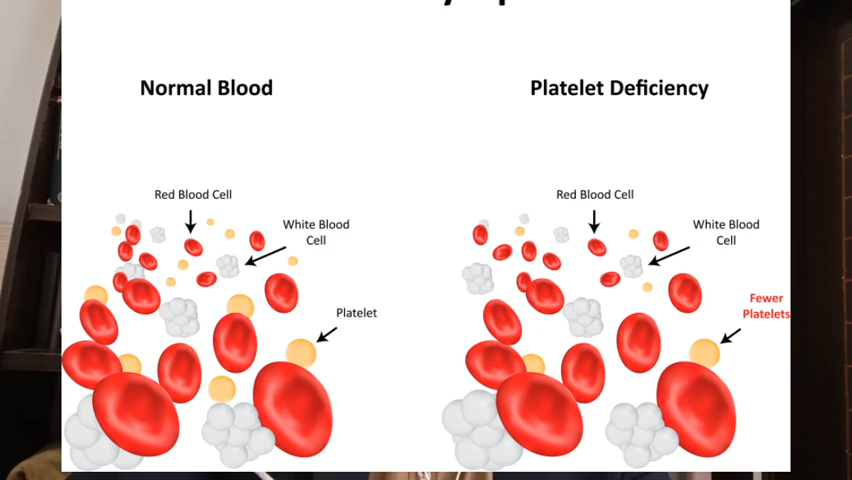 Normal Blood
Platelet Deficiency
Red Blood Cell
White Blood
Cell
Platelet
Red Blood Cell
White Blood
Cell
Fewer
Platelets